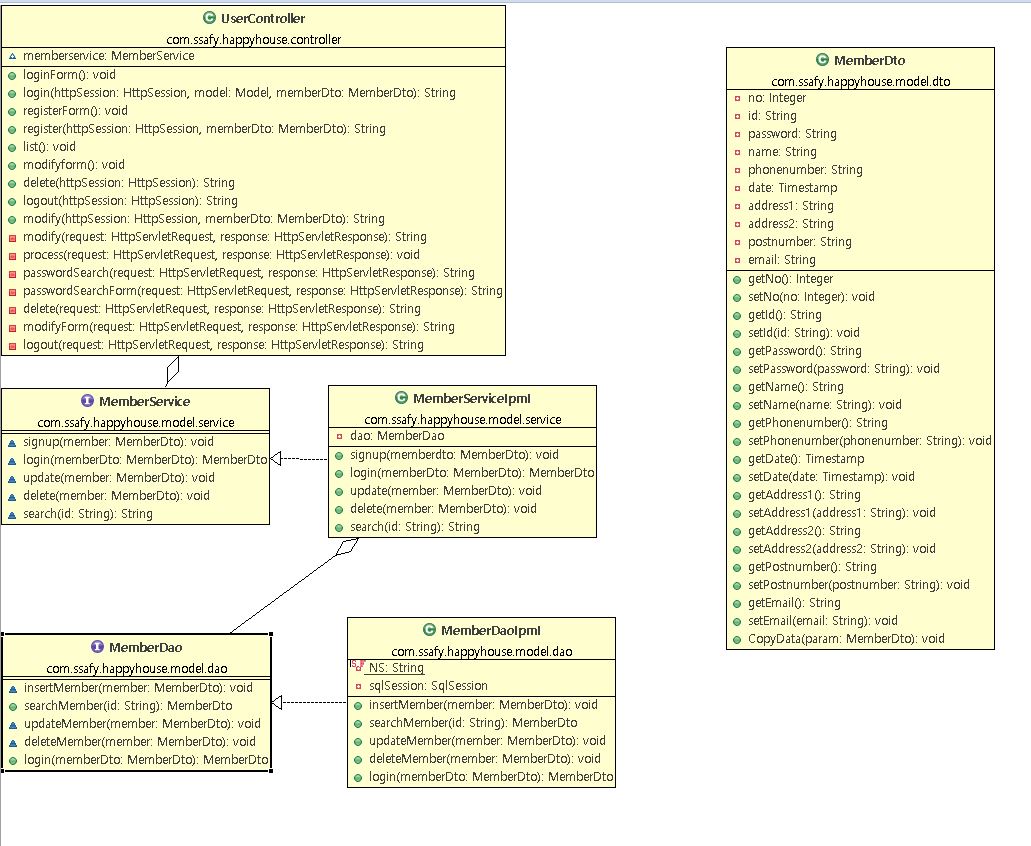 UserController
com.ssafy.happyhouse.controller
memberservice: MemberService
loginForm(): void
login(httpSession: HttpSession, model: Model, memberDto: MemberDto): String
registerForm(): void
register(httpSession: HttpSession, memberDto: MemberDto): String
list(): void
modifyform(): void
delete(httpSession: HttpSession): String
logout(httpSession: HttpSession): String
modify(httpSession: HttpSession, memberDto: MemberDto): String
modify(request: HttpServletRequest, response: HttpServletResponse): String
process(request: HttpServletRequest, response: HttpServletResponse): void
passwordSearch(request: HttpServletRequest, response: HttpServletResponse): String
passwordSearchForm(request: HttpServletRequest, response: HttpServletResponse): String
delete(request: HttpServletRequest, response: HttpServletResponse): String
modifyForm(request: HttpServletRequest, response: HttpServletResponse): String
logout(request: HttpServletRequest, response: HttpServletResponse): String
MemberService
com.ssafy.happyhouse.model.service
signup(member: MemberDto): void
login(memberDto: MemberDto): MemberDto
update(member: MemberDto): void
delete(member: MemberDto): void
search(id: String): String
MemberServiceIpml
com.ssafy.happyhouse.model.service
dao: MemberDao
signup(memberdto: MemberDto): void
login(memberDto: MemberDto): MemberDto
update(member: MemberDto): void
delete(member: MemberDto): void
search(id: String): String
MemberDao
com.ssafy.happyhouse.model.dao
insertMember(member: MemberDto): void
searchMember(id: String): MemberDto
updateMember(member: MemberDto): void
deleteMember(member: MemberDto): void
login(memberDto: MemberDto): MemberDto
MemberDaoIpml
com.ssafy.happyhouse.model.dao
NS: String
sqlSession: SqlSession
insertMember(member: MemberDto): void
searchMember(id: String): MemberDto
updateMember(member: MemberDto): void
deleteMember(member: MemberDto): void
login(memberDto: MemberDto): MemberDto
MemberDto
com.ssafy.happyhouse.model.dto
no: Integer
id: String
password: String
name: String
phonenumber: String
date: Timestamp
address1: String
address2: String
postnumber: String
email: String
getNo(): Integer
setNo(no: Integer): void
getId(): String
setId(id: String): void
getPassword(): String
setPassword(password: String): void
getName(): String
setName(name: String): void
getPhonenumber(): String
setPhonenumber(phonenumber: String): void
getDate(): Timestamp
setDate(date: Timestamp): void
getAddress1(): String
setAddress1(address1: String): void
getAddress2(): String
setAddress2(address2: String): void
getPostnumber(): String
setPostnumber(postnumber: String): void
getEmail(): String
setEmail(email: String): void
CopyData(param: MemberDto): void